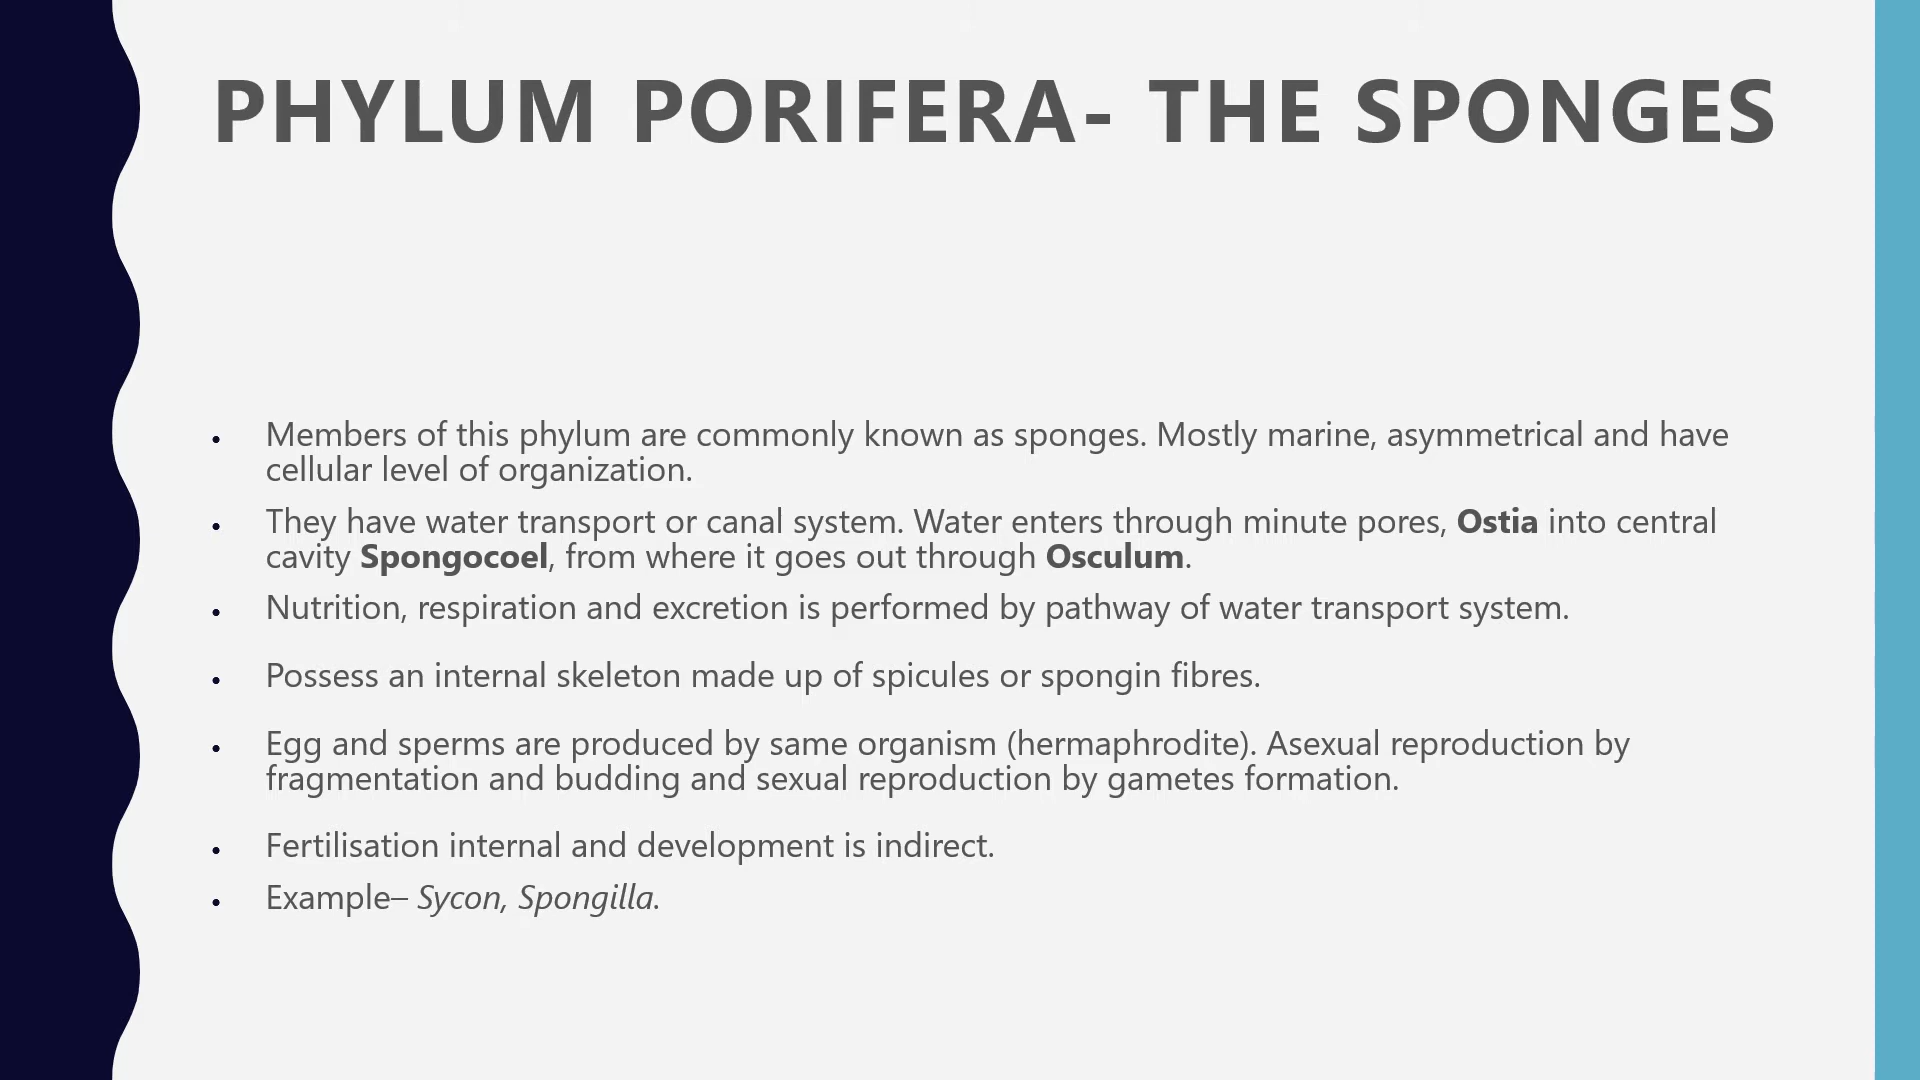 PHYLUM PORIFERA- THE SPONGES
• Members of this phylum are commonly known as sponges. Mostly marine, asymmetrical and have
cellular level of organization.
• They have water transport or canal system. Water enters through minute pores, Ostia into central
cavity Spongocoel, from where it goes out through Osculum.
• Nutrition, respiration and excretion is performed by pathway of water transport system.
• Possess an internal skeleton made up of spicules or spongin fibres.
• Egg and sperms are produced by same organism (hermaphrodite). Asexual reproduction by
fragmentation and budding and sexual reproduction by gametes formation.
• Fertilisation internal and development is indirect.
• Example– Sycon, Spongilla.